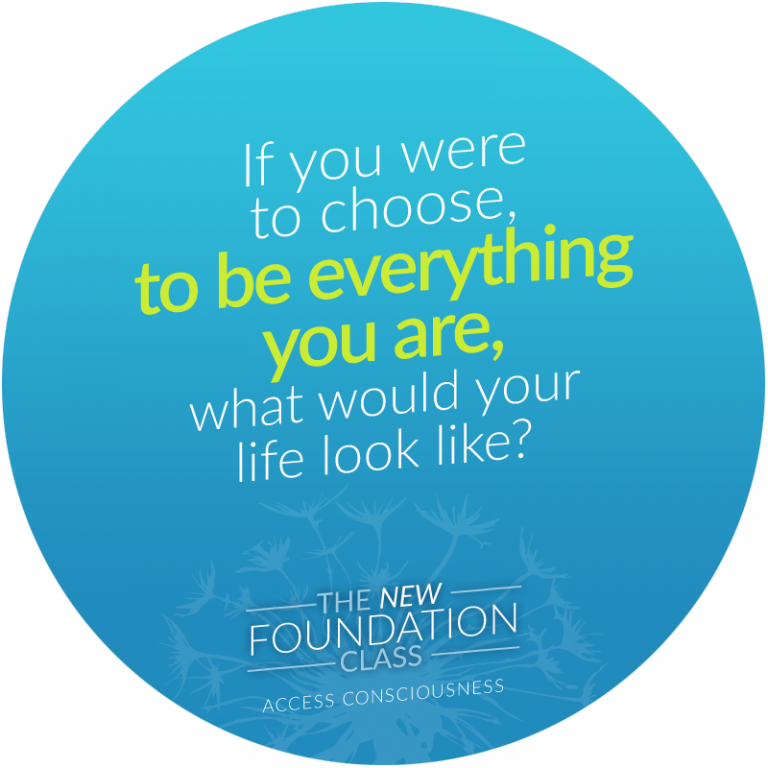 If you were
to choose,
to be everything
you are,
what would your
life look like?
THE NEW
FOUNDATION
CLASS
ACCESS CONSCIOUSNESS